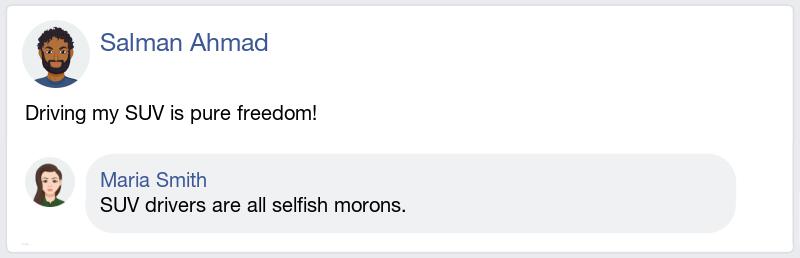 Salman Ahmad
Driving my SUV is pure freedom!
Maria Smith
SUV drivers are all selfish morons.